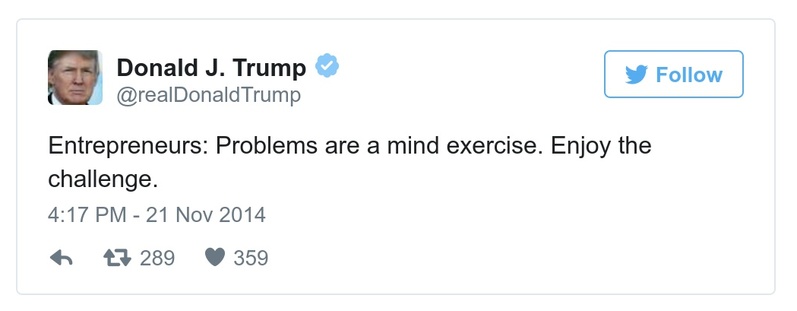 Donald J. Trump
@realDonaldTrump
Follow
Entrepreneurs: Problems are a mind exercise. Enjoy the
challenge.
4:17 PM - 21 Nov 2014
289 359